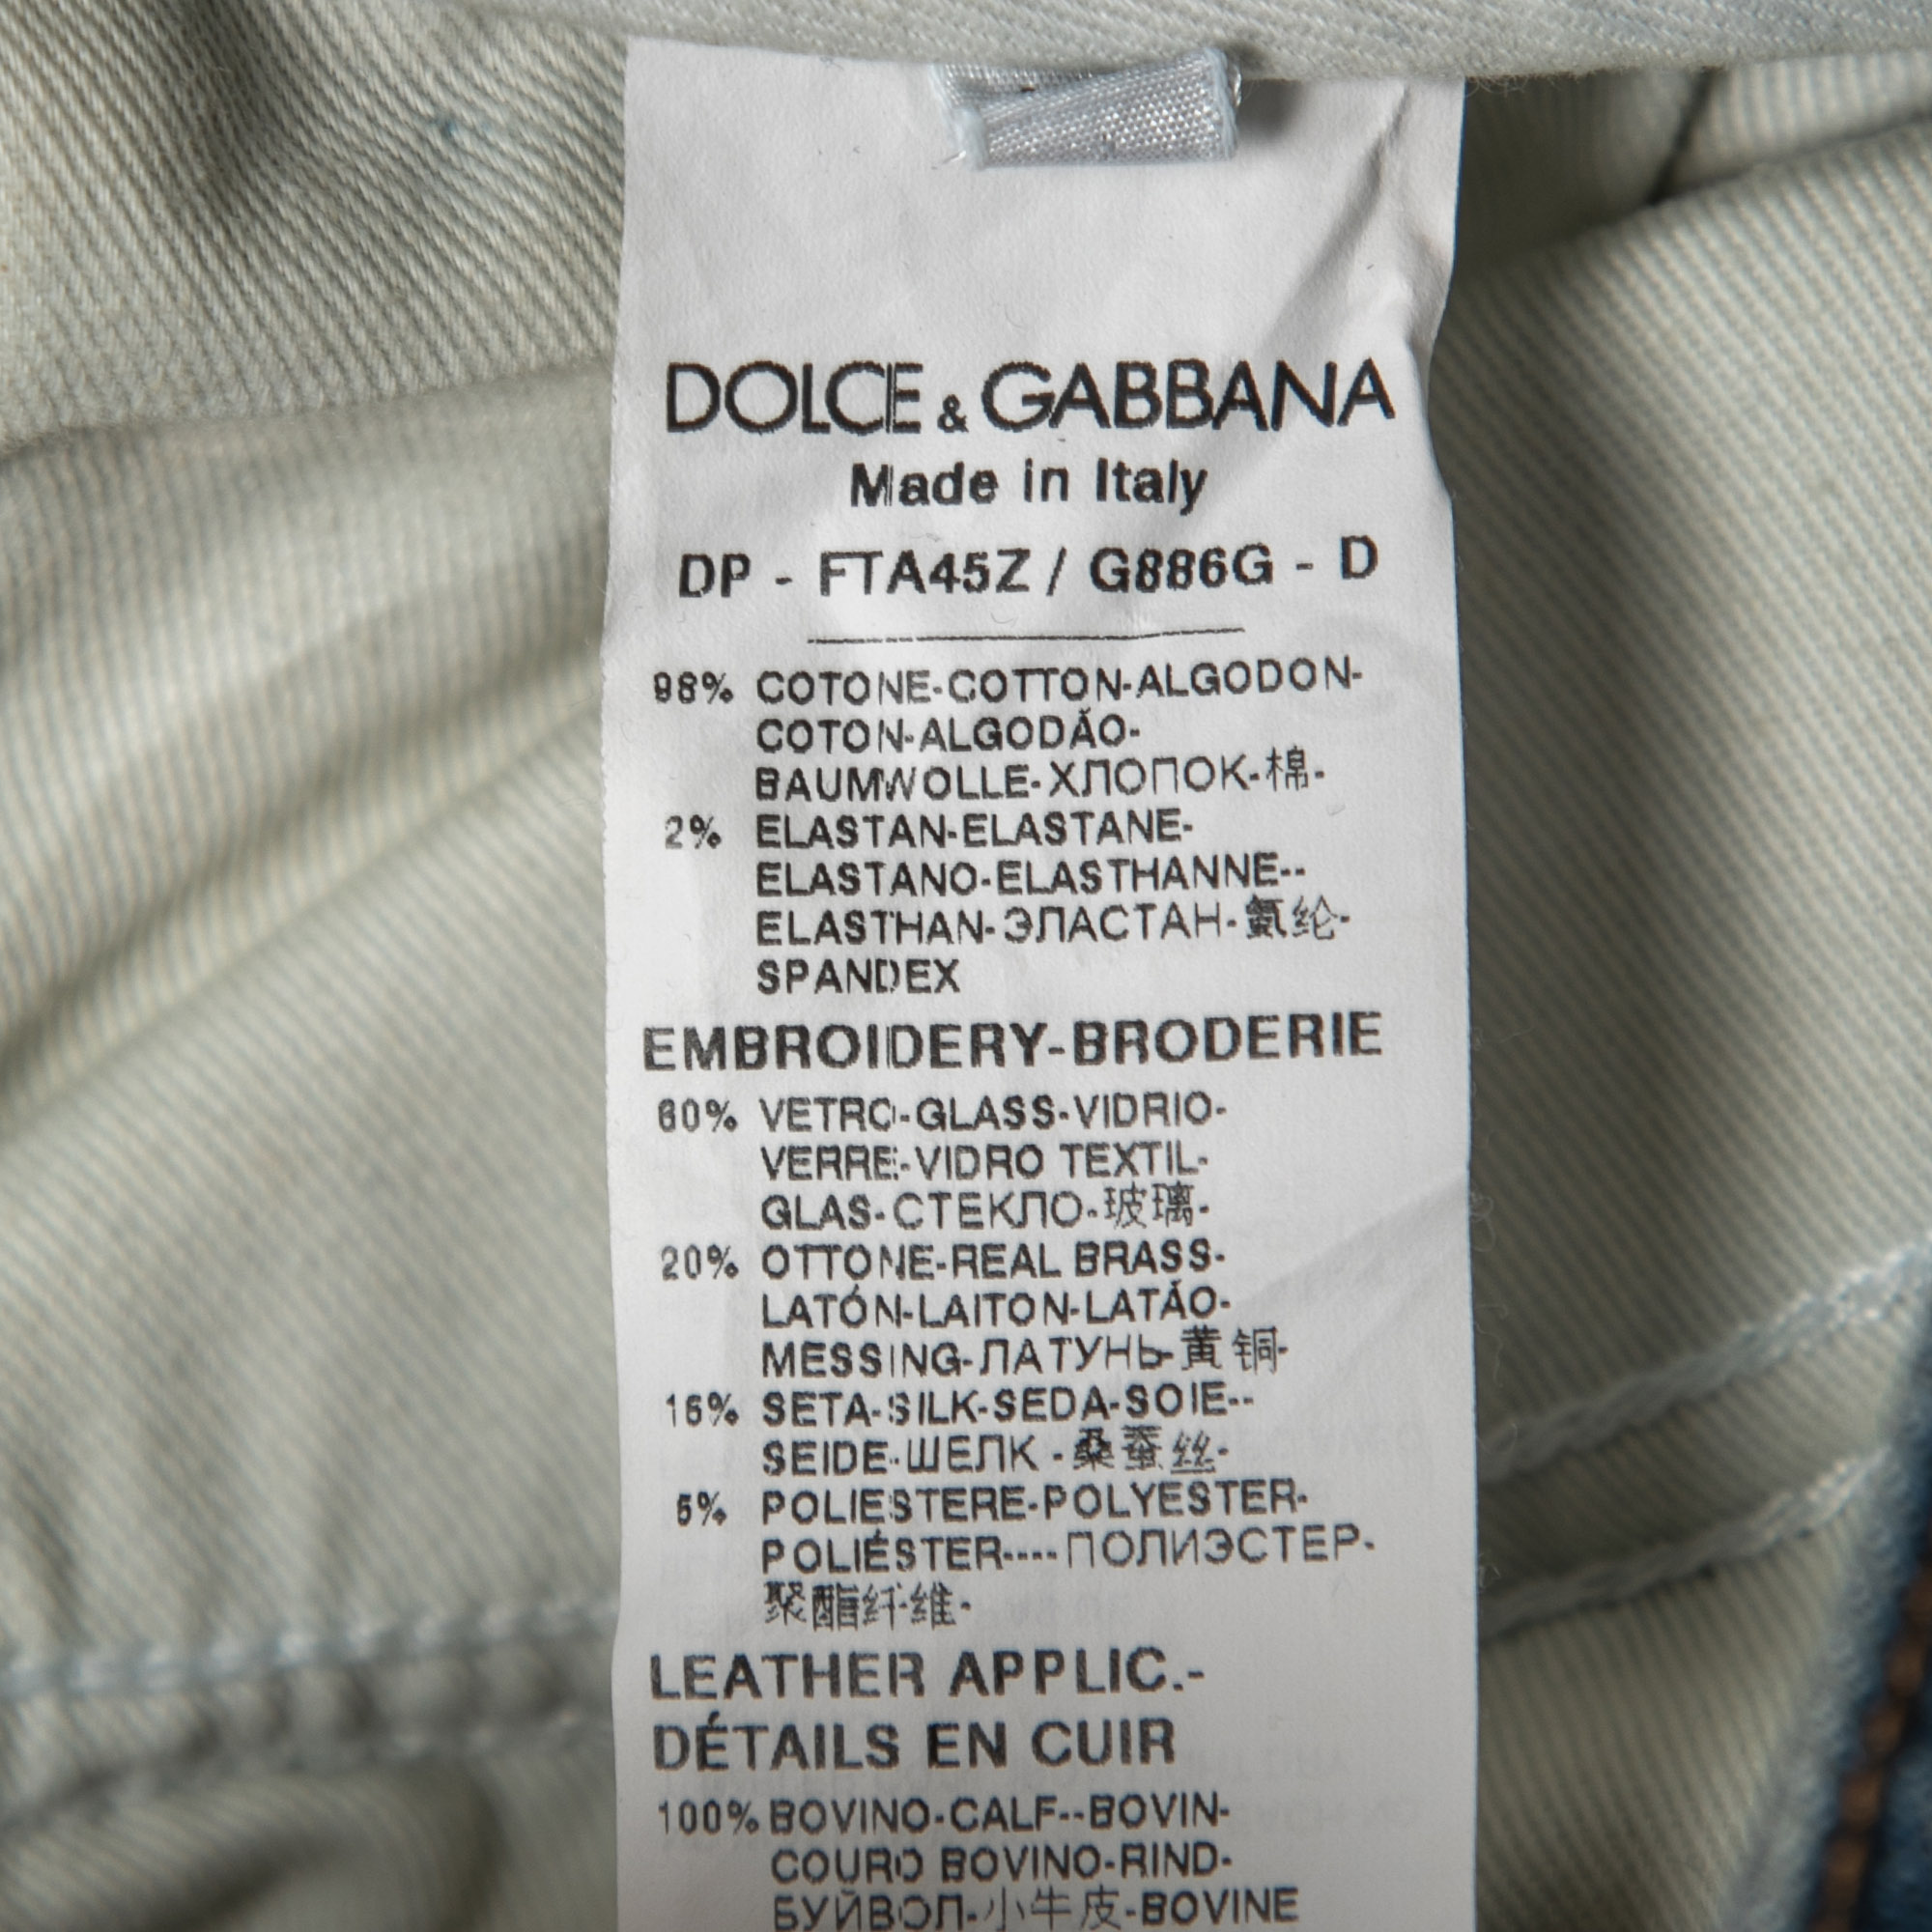 DOLCE & GABBANA
Made in Italy
DP - FTA45Z / G886G - D
98% COTONE-COTTON-ALGODON-
COTON-ALGODÃO-
BAUMWOLLE-ХЛОПОК-棉-
2% ELASTAN-ELASTANE-
ELASTANO-ELASTHANNE--
ELASTHAN-ЭЛАСТАН-氨纶-
SPANDEX
EMBROIDERY-BRODERIE
60% VETRO-GLASS-VIDRIO-
VERRE-VIDRO TEXTIL-
GLAS-СТЕКЛО-玻璃-
20% OTTONE-REAL BRASS-
LATÓN-LAITON-LATÃO-
MESSING-ЛАТУНЬ-黄铜-
15% SETA-SILK-SEDA-SOIE--
SEIDE-ШЕЛК -桑蚕丝-
5% POLIESTERE-POLYESTER-
POLIÉSTER----ПОЛИЭСТЕР-
聚酯纤维-
LEATHER APPLIC.-
DÉTAILS EN CUIR
100% BOVINO-CALF--BOVIN-
COURO BOVINO-RIND-
БУЙВОЛ-小牛皮-BOVINE